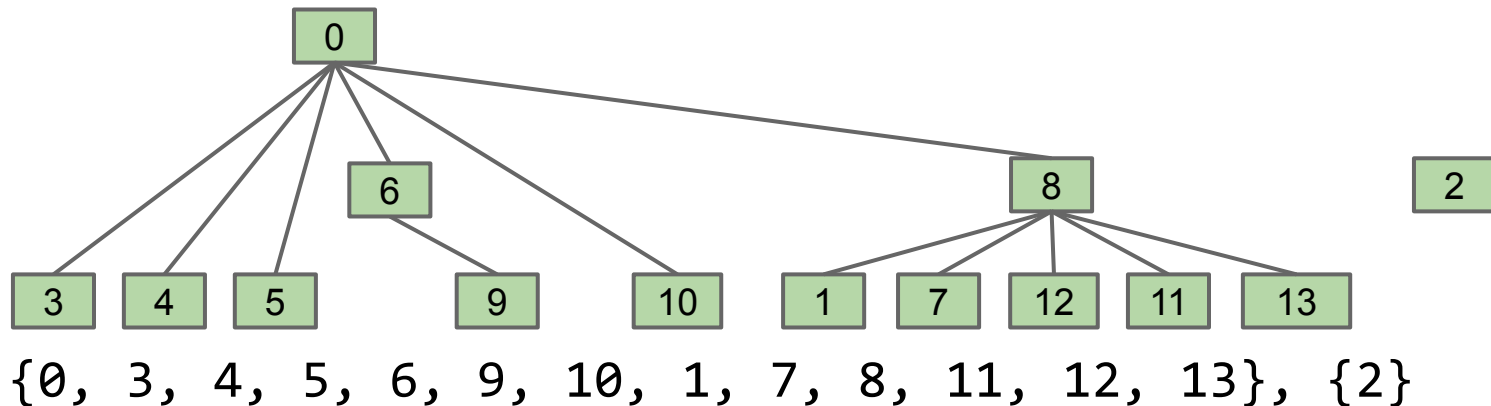 0
6 8 2
3 4 5 9 10 1 7 12 11 13
{0, 3, 4, 5, 6, 9, 10, 1, 7, 8, 11, 12, 13}, {2}